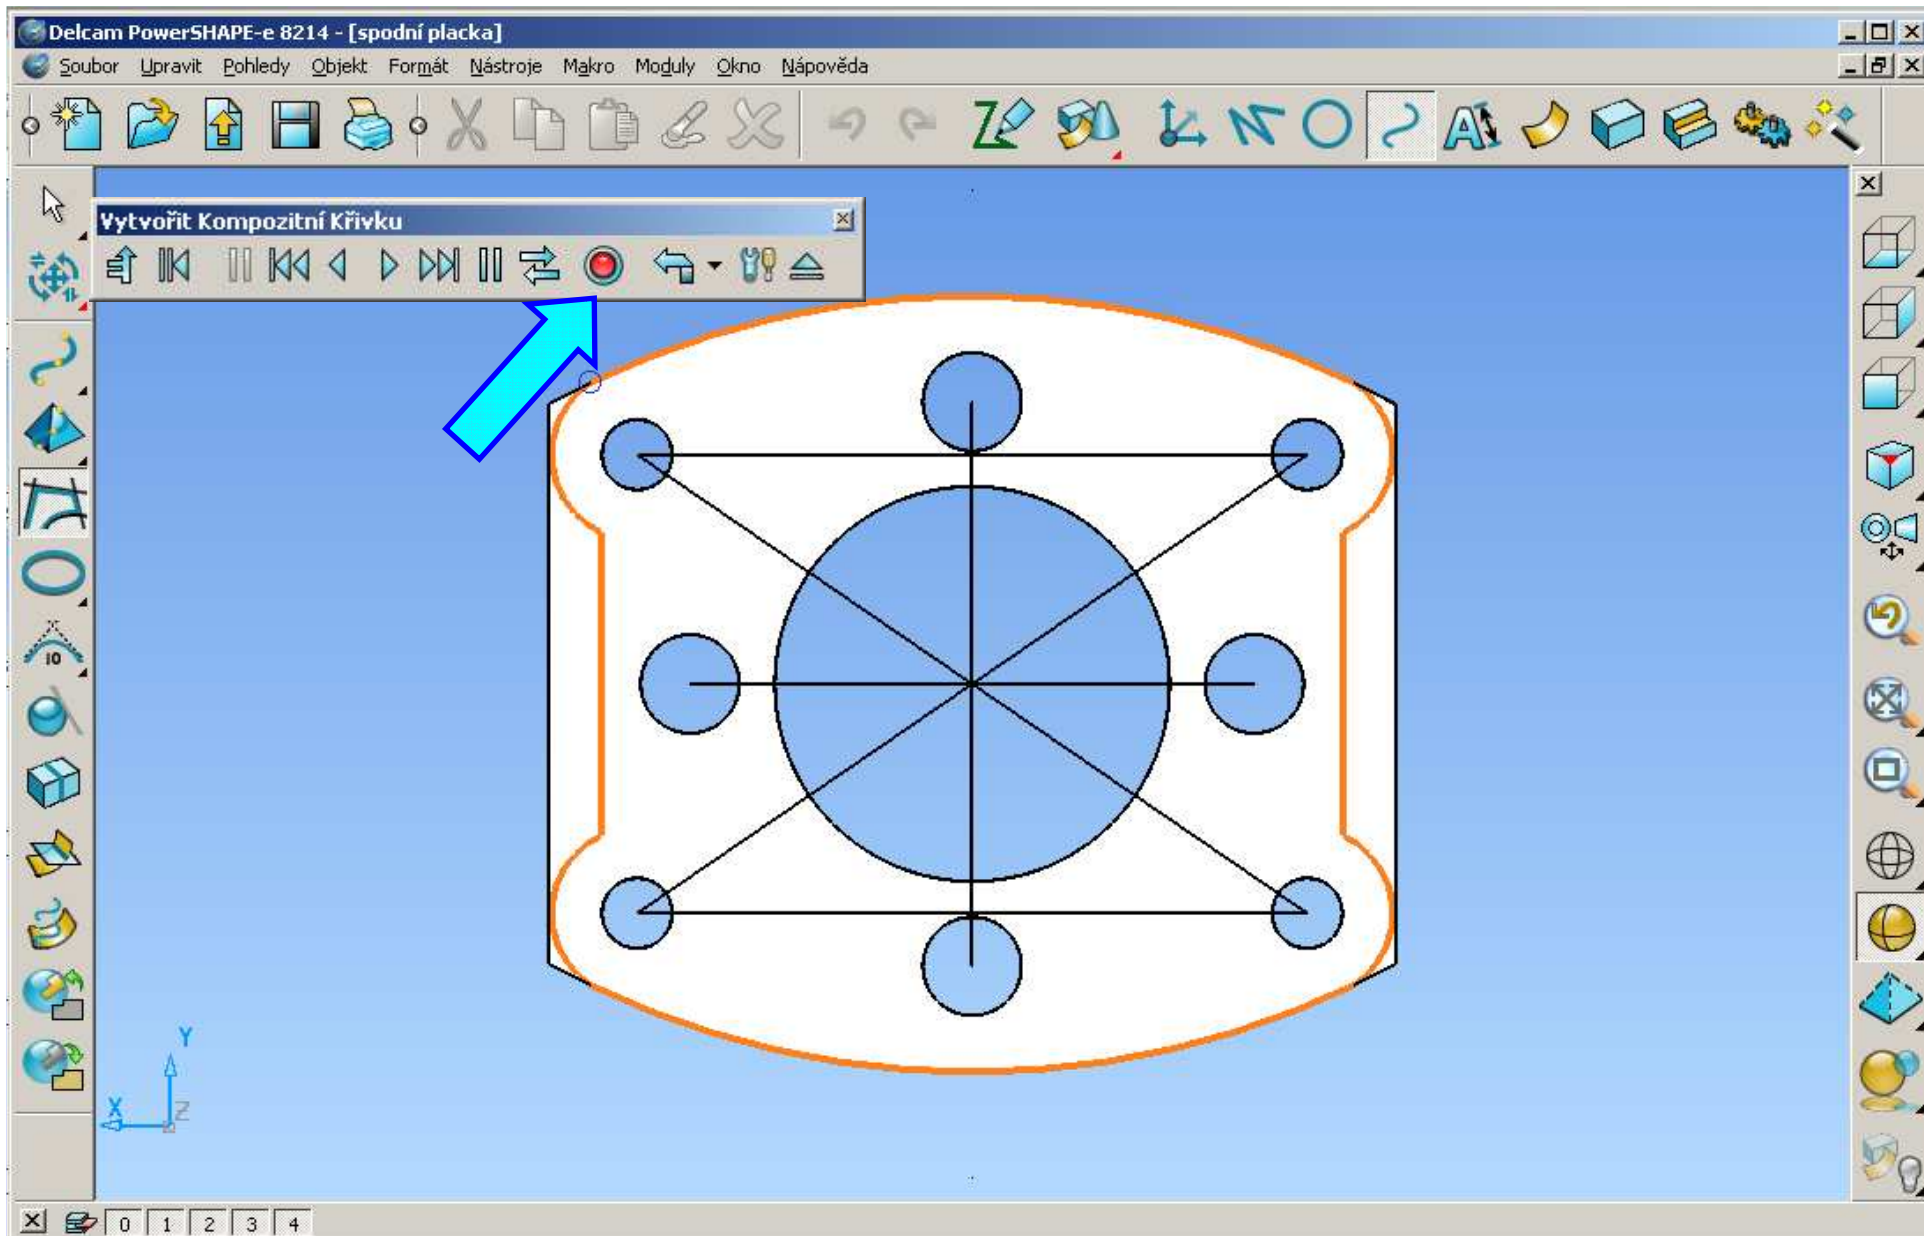 Delcam PowerSHAPE-e 8214 - [spodní placka]
Soubor Upravit Pohledy Objekt Formát Nástroje Makro Moduly Okno Nápověda
A
Vytvořit Kompozitní Křivku
10
Y
X
Z
0 1 2 3 4